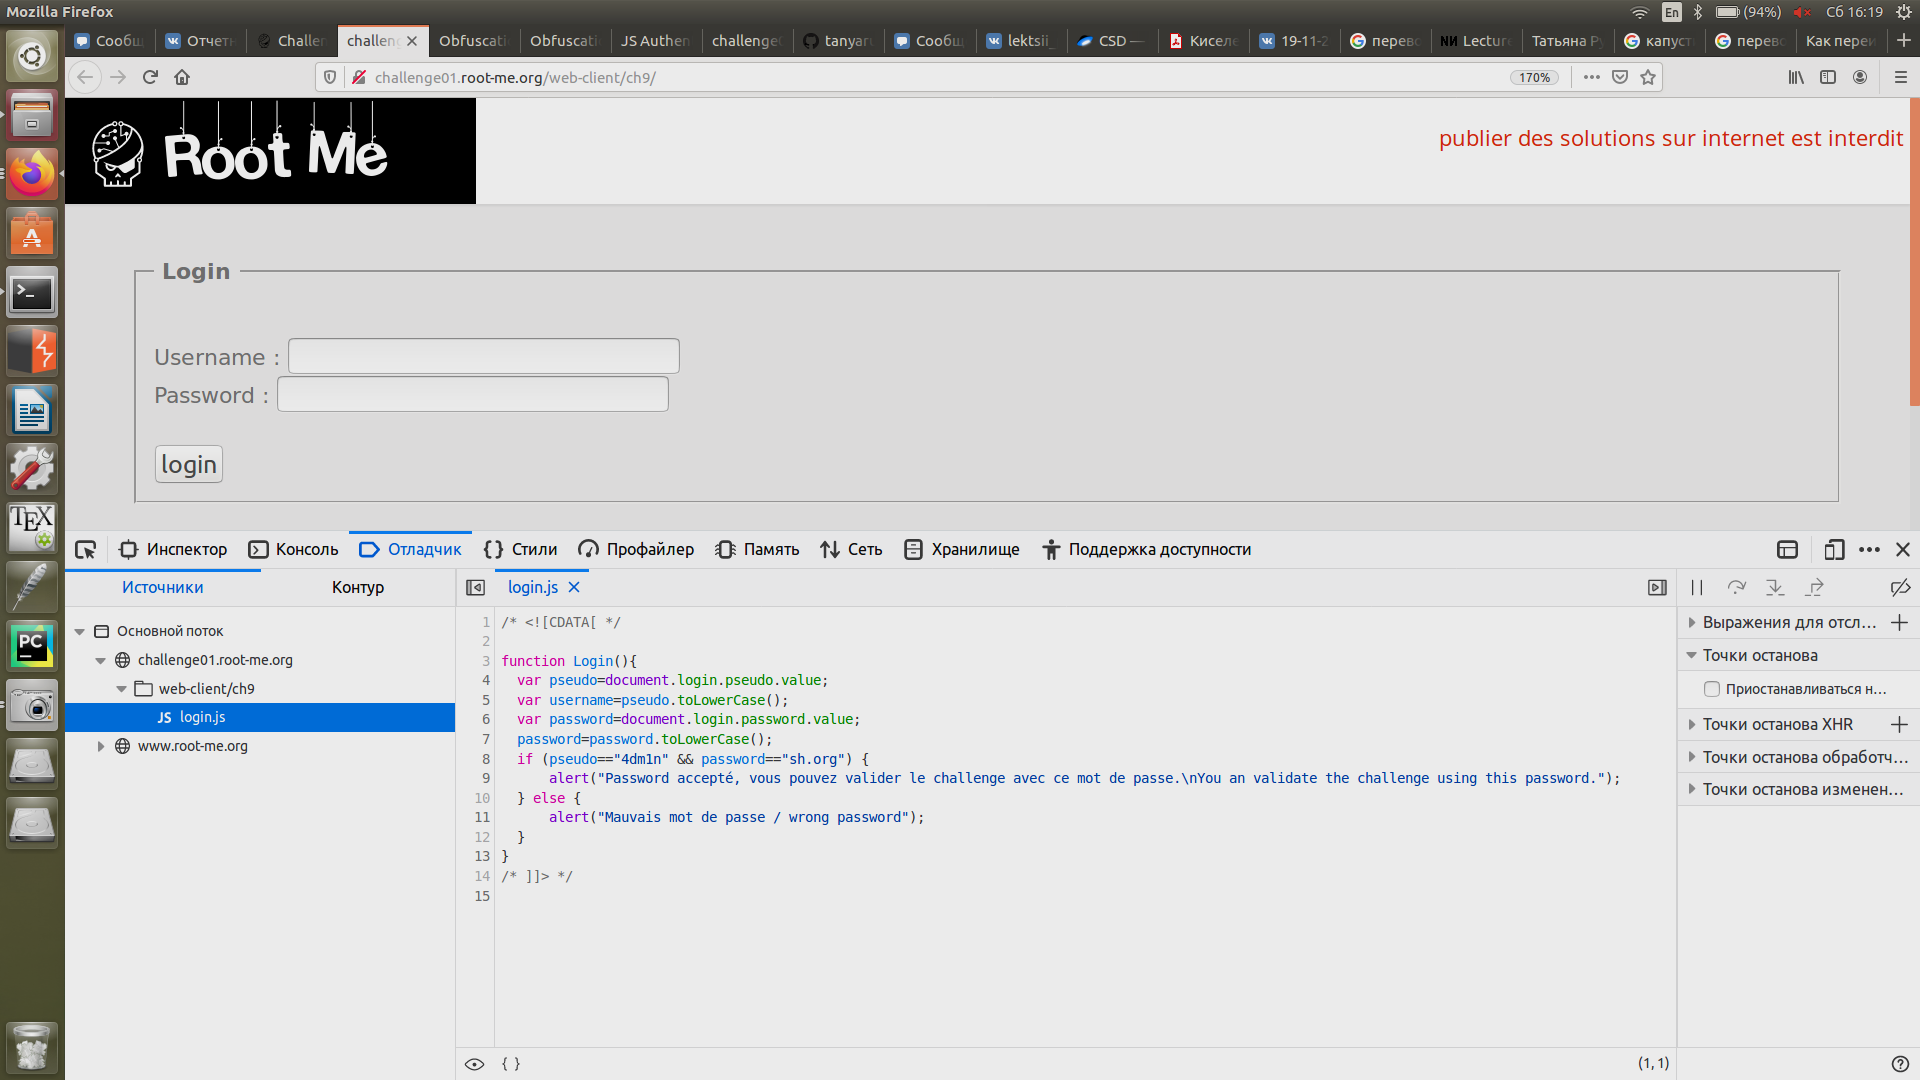 Mozilla Firefox
En
(94%)
Сб 16:19
Сообщ
Отчет
Challen
challen
Obfuscati
Obfuscati
JS Authen
challenge
tanyar
Сообщ
lektsii_
CSD —
Кисел
19-11-2
перево
Lecture
Татьяна Р
капуст
перево
Как пере
challenge01.root-me.org/web-client/ch9/
170%
Root Me
publier des solutions sur internet est interdit
Login
Username :
Password :
login
Инспектор
Консоль
Отладчик
Стили
Профайлер
Память
Сеть
Хранилище
Поддержка доступности
Источники
Контур
login.js
Основной поток
challenge01.root-me.org
web-client/ch9
JS login.js
www.root-me.org
1 /* <![CDATA[ */
2
3 function Login(){
4 var pseudo=document.login.pseudo.value;
5 var username=pseudo.toLowerCase();
6 var password=document.login.password.value;
7 password=password.toLowerCase();
8 if (pseudo=="4dm1n" && password=="sh.org") {
9 alert("Password accepté, vous pouvez valider le challenge avec ce mot de passe.\nYou an validate the challenge using this password.");
10 } else {
11 alert("Mauvais mot de passe / wrong password");
12 }
13 }
14 /* ]]> */
15
{ }
(1, 1)
Выражения для отсл...
Точки останова
Приостанавливаться н...
Точки останова XHR
Точки останова обработч...
Точки останова изменен...
TEX
PC